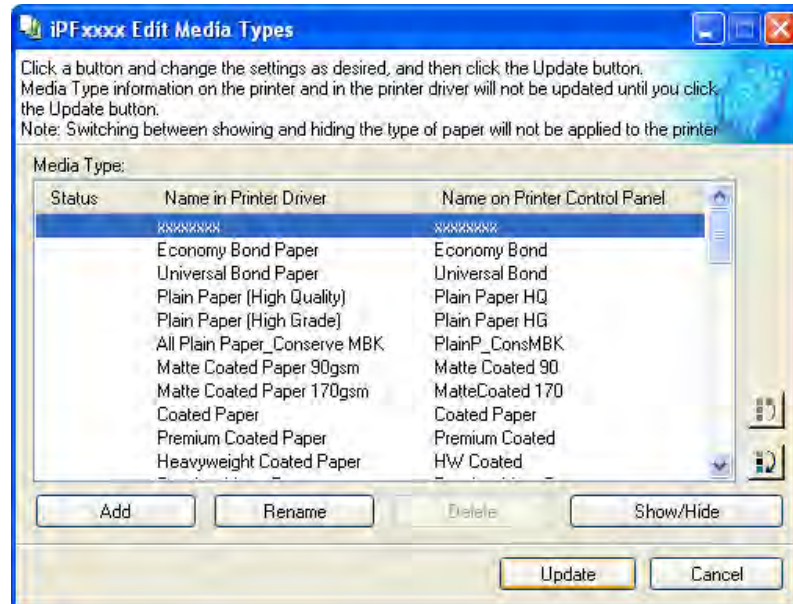 iPFxxxx Edit Media Types
Click a button and change the settings as desired, and then click the Update button.
Media Type information on the printer and in the printer driver will not be updated until you click
the Update button.
Note: Switching between showing and hiding the type of paper will not be applied to the printer
Media Type:
Status Name in Printer Driver Name on Printer Control Panel
xxxxxxxx xxxxxxxx
Economy Bond Paper Economy Bond
Universal Bond Paper Universal Bond
Plain Paper (High Quality) Plain Paper HQ
Plain Paper (High Grade) Plain Paper HG
All Plain Paper_Conserve MBK PlainP_ConsMBK
Matte Coated Paper 90gsm Matte Coated 90
Matte Coated Paper 170gsm MatteCoated 170
Coated Paper Coated Paper
Premium Coated Paper Premium Coated
Heavyweight Coated Paper HW Coated
Add Rename Delete Show/Hide
Update Cancel